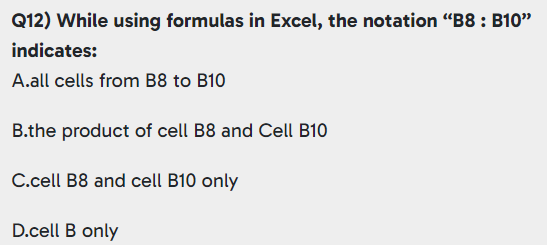 Q12) While using formulas in Excel, the notation “B8 : B10”
indicates:
A.all cells from B8 to B10
B.the product of cell B8 and Cell B10
C.cell B8 and cell B10 only
D.cell B only